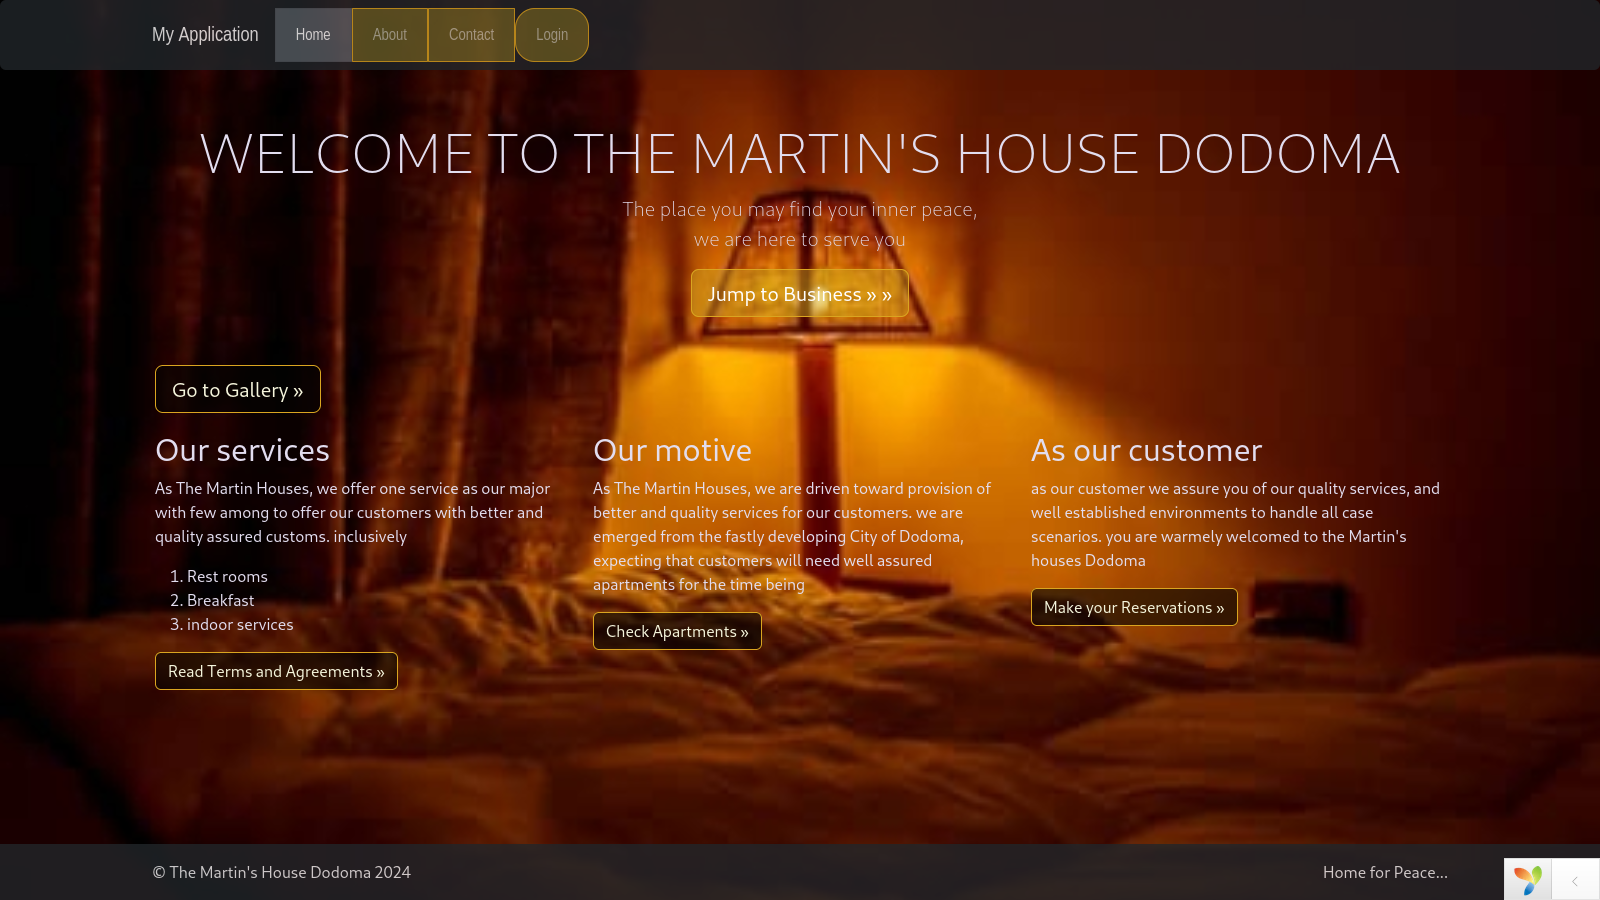 My Application
Home
About
Contact
Login
WELCOME TO THE MARTIN'S HOUSE DODOMA
The place you may find your inner peace,
we are here to serve you
Jump to Business » »
Go to Gallery »
Our services
As The Martin Houses, we offer one service as our major
with few among to offer our customers with better and
quality assured customs. inclusively
1. Rest rooms
2. Breakfast
3. indoor services
Read Terms and Agreements »
Our motive
As The Martin Houses, we are driven toward provision of
better and quality services for our customers. we are
emerged from the fastly developing City of Dodoma,
expecting that customers will need well assured
apartments for the time being
Check Apartments »
As our customer
as our customer we assure you of our quality services, and
well established environments to handle all case
scenarios. you are warmely welcomed to the Martin's
houses Dodoma
Make your Reservations »
© The Martin's House Dodoma 2024
Home for Peace...